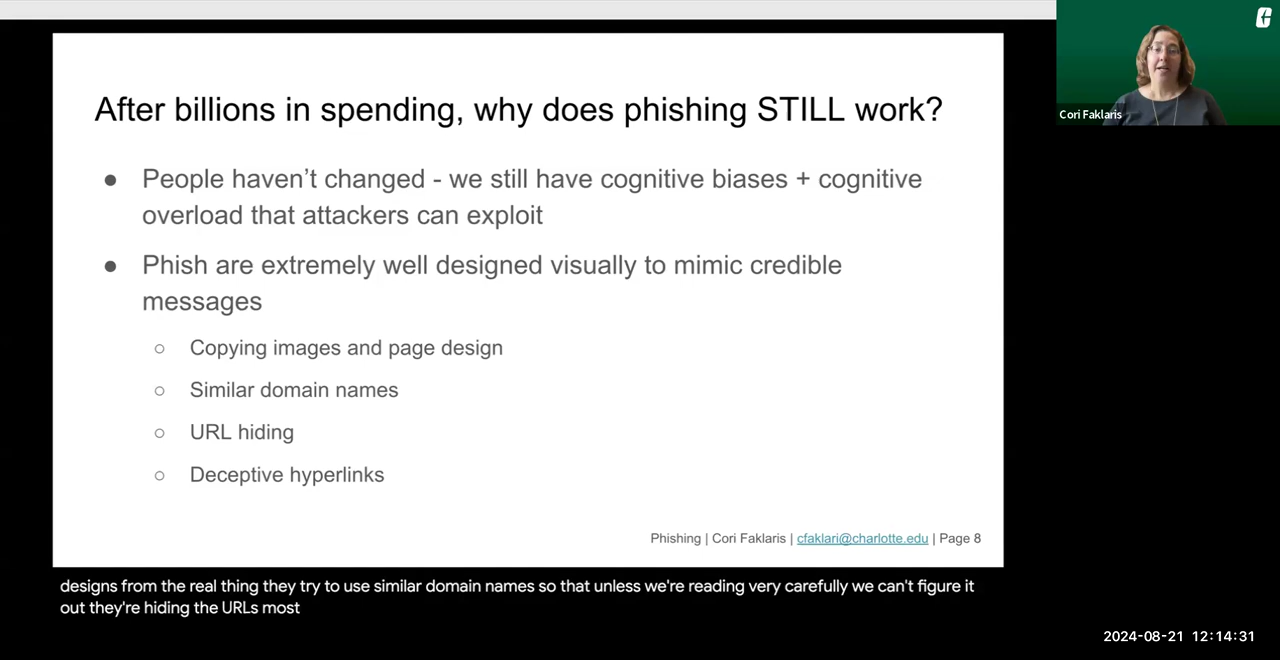 After billions in spending, why does phishing STILL work?
● People haven't changed - we still have cognitive biases + cognitive
overload that attackers can exploit
● Phish are extremely well designed visually to mimic credible
messages
○ Copying images and page design
○ Similar domain names
○ URL hiding
○ Deceptive hyperlinks
Phishing | Cori Faklaris | cfaklari@charlotte.edu | Page 8
Cori Faklaris
designs from the real thing they try to use similar domain names so that unless we're reading very carefully we can't figure it
out they're hiding the URLs most
2024-08-21 12:14:31